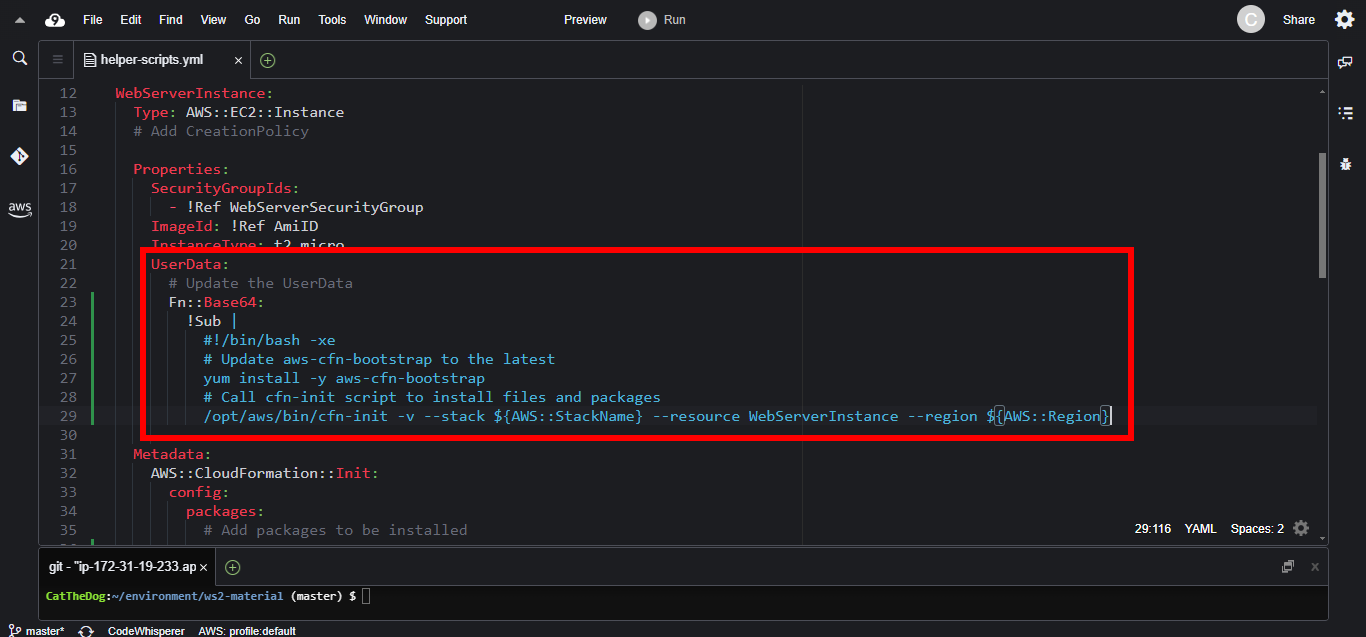 File Edit Find View Go Run Tools Window Support Preview Run C Share
helper-scripts.yml ×
12 WebServerInstance:
13 Type: AWS::EC2::Instance
14 # Add CreationPolicy
15
16 Properties:
17 SecurityGroupIds:
18 - !Ref WebServerSecurityGroup
19 ImageId: !Ref AmiID
20 InstanceType: t2.micro
21 UserData:
22 # Update the UserData
23 Fn::Base64:
24 !Sub |
25 #!/bin/bash -xe
26 # Update aws-cfn-bootstrap to the latest
27 yum install -y aws-cfn-bootstrap
28 # Call cfn-init script to install files and packages
29 /opt/aws/bin/cfn-init -v --stack ${AWS::StackName} --resource WebServerInstance --region ${AWS::Region}
30
31 Metadata:
32 AWS::CloudFormation::Init:
33 config:
34 packages:
35 # Add packages to be installed
aws
29:116 YAML Spaces: 2
git - "ip-172-31-19-233.ap ×
CatTheDog:~/environment/ws2-material (master) $
master* CodeWhisperer AWS: profile:default